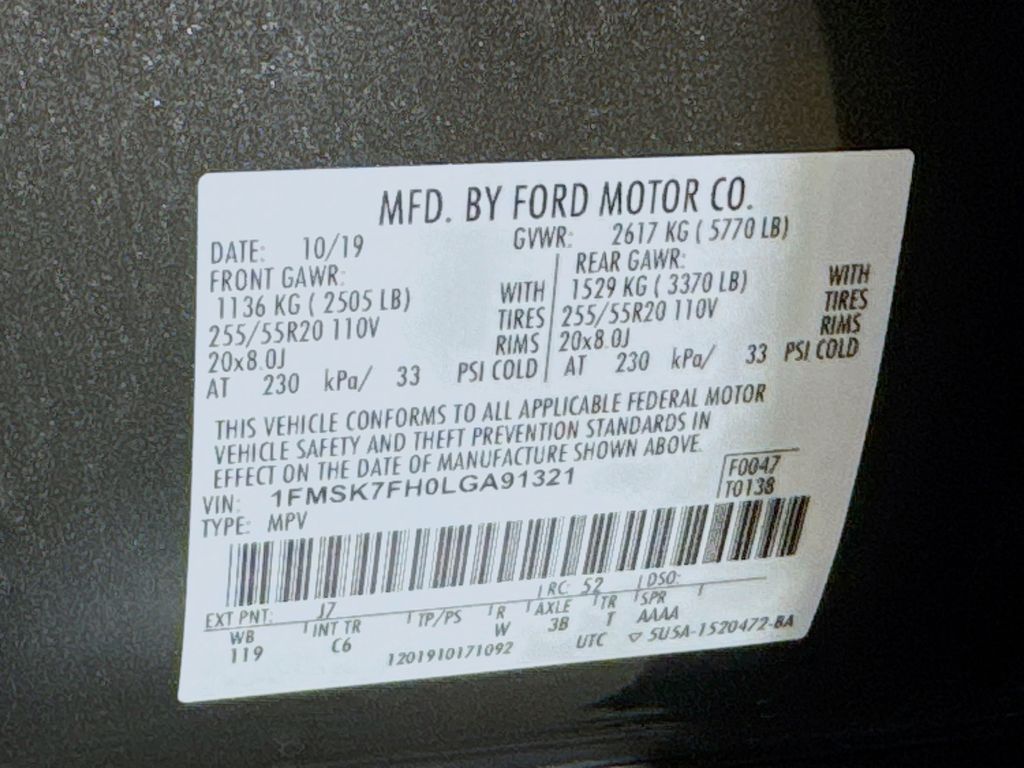 MFD. BY FORD MOTOR CO.
DATE: 10/19 GVWR: 2617 KG ( 5770 LB)
FRONT GAWR: REAR GAWR:
1136 KG ( 2505 LB) WITH 1529 KG ( 3370 LB) WITH
255/55R20 110V TIRES 255/55R20 110V TIRES
20x8.0J RIMS 20x8.0J RIMS
AT 230 kPa/ 33 PSI COLD AT 230 kPa/ 33 PSI COLD
THIS VEHICLE CONFORMS TO ALL APPLICABLE FEDERAL MOTOR
VEHICLE SAFETY AND THEFT PREVENTION STANDARDS IN
EFFECT ON THE DATE OF MANUFACTURE SHOWN ABOVE.
VIN: 1FMSK7FH0LGA91321 F0047
TYPE: MPV T0138
EXT PNT: J7 RC: 52 DSO:
WB INT TR TP/PS R AXLE TR SPR
119 C6 W 3B T AAAA
1201910171092 UTC ▽ 5U5A-1520472-BA